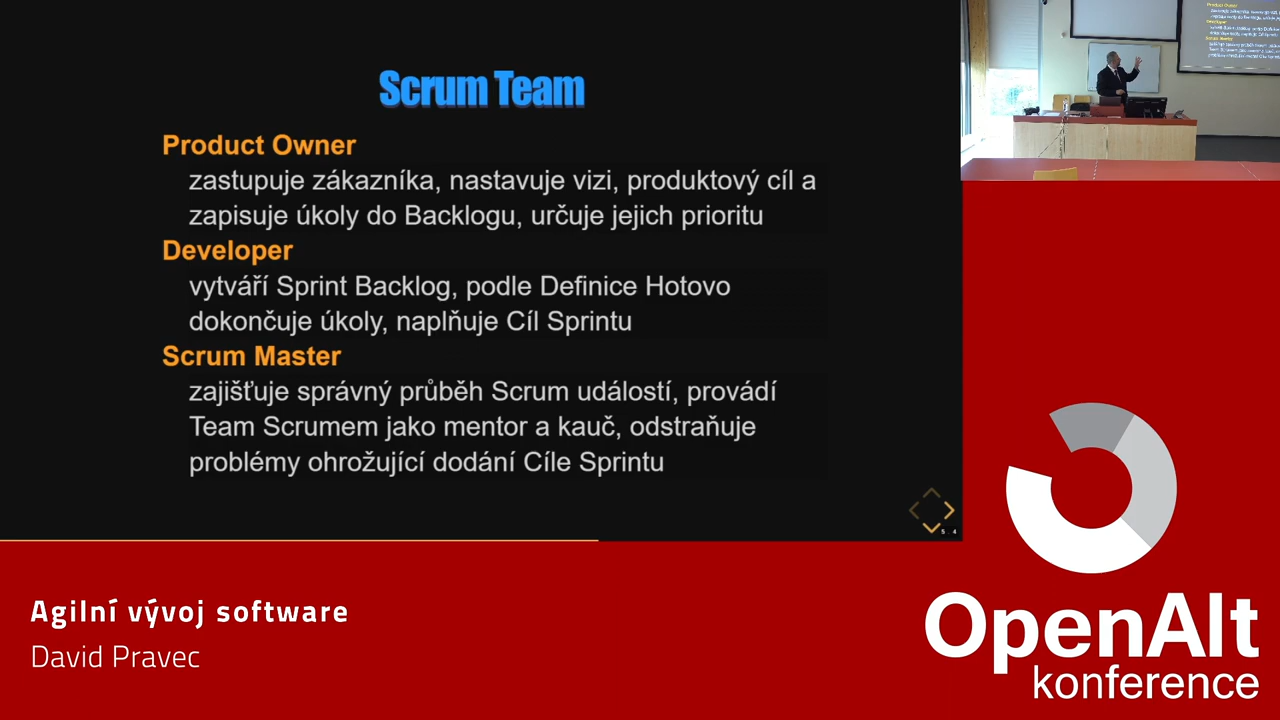 Scrum Team
Product Owner
zastupuje zákazníka, nastavuje vizi, produktový cíl a
zapisuje úkoly do Backlogu, určuje jejich prioritu
Developer
vytváří Sprint Backlog, podle Definice Hotovo
dokončuje úkoly, naplňuje Cíl Sprintu
Scrum Master
zajišťuje správný průběh Scrum událostí, provádí
Team Scrumem jako mentor a kauč, odstraňuje
problémy ohrožující dodání Cíle Sprintu
5.4
Agilní vývoj software
David Pravec
OpenAlt
konference